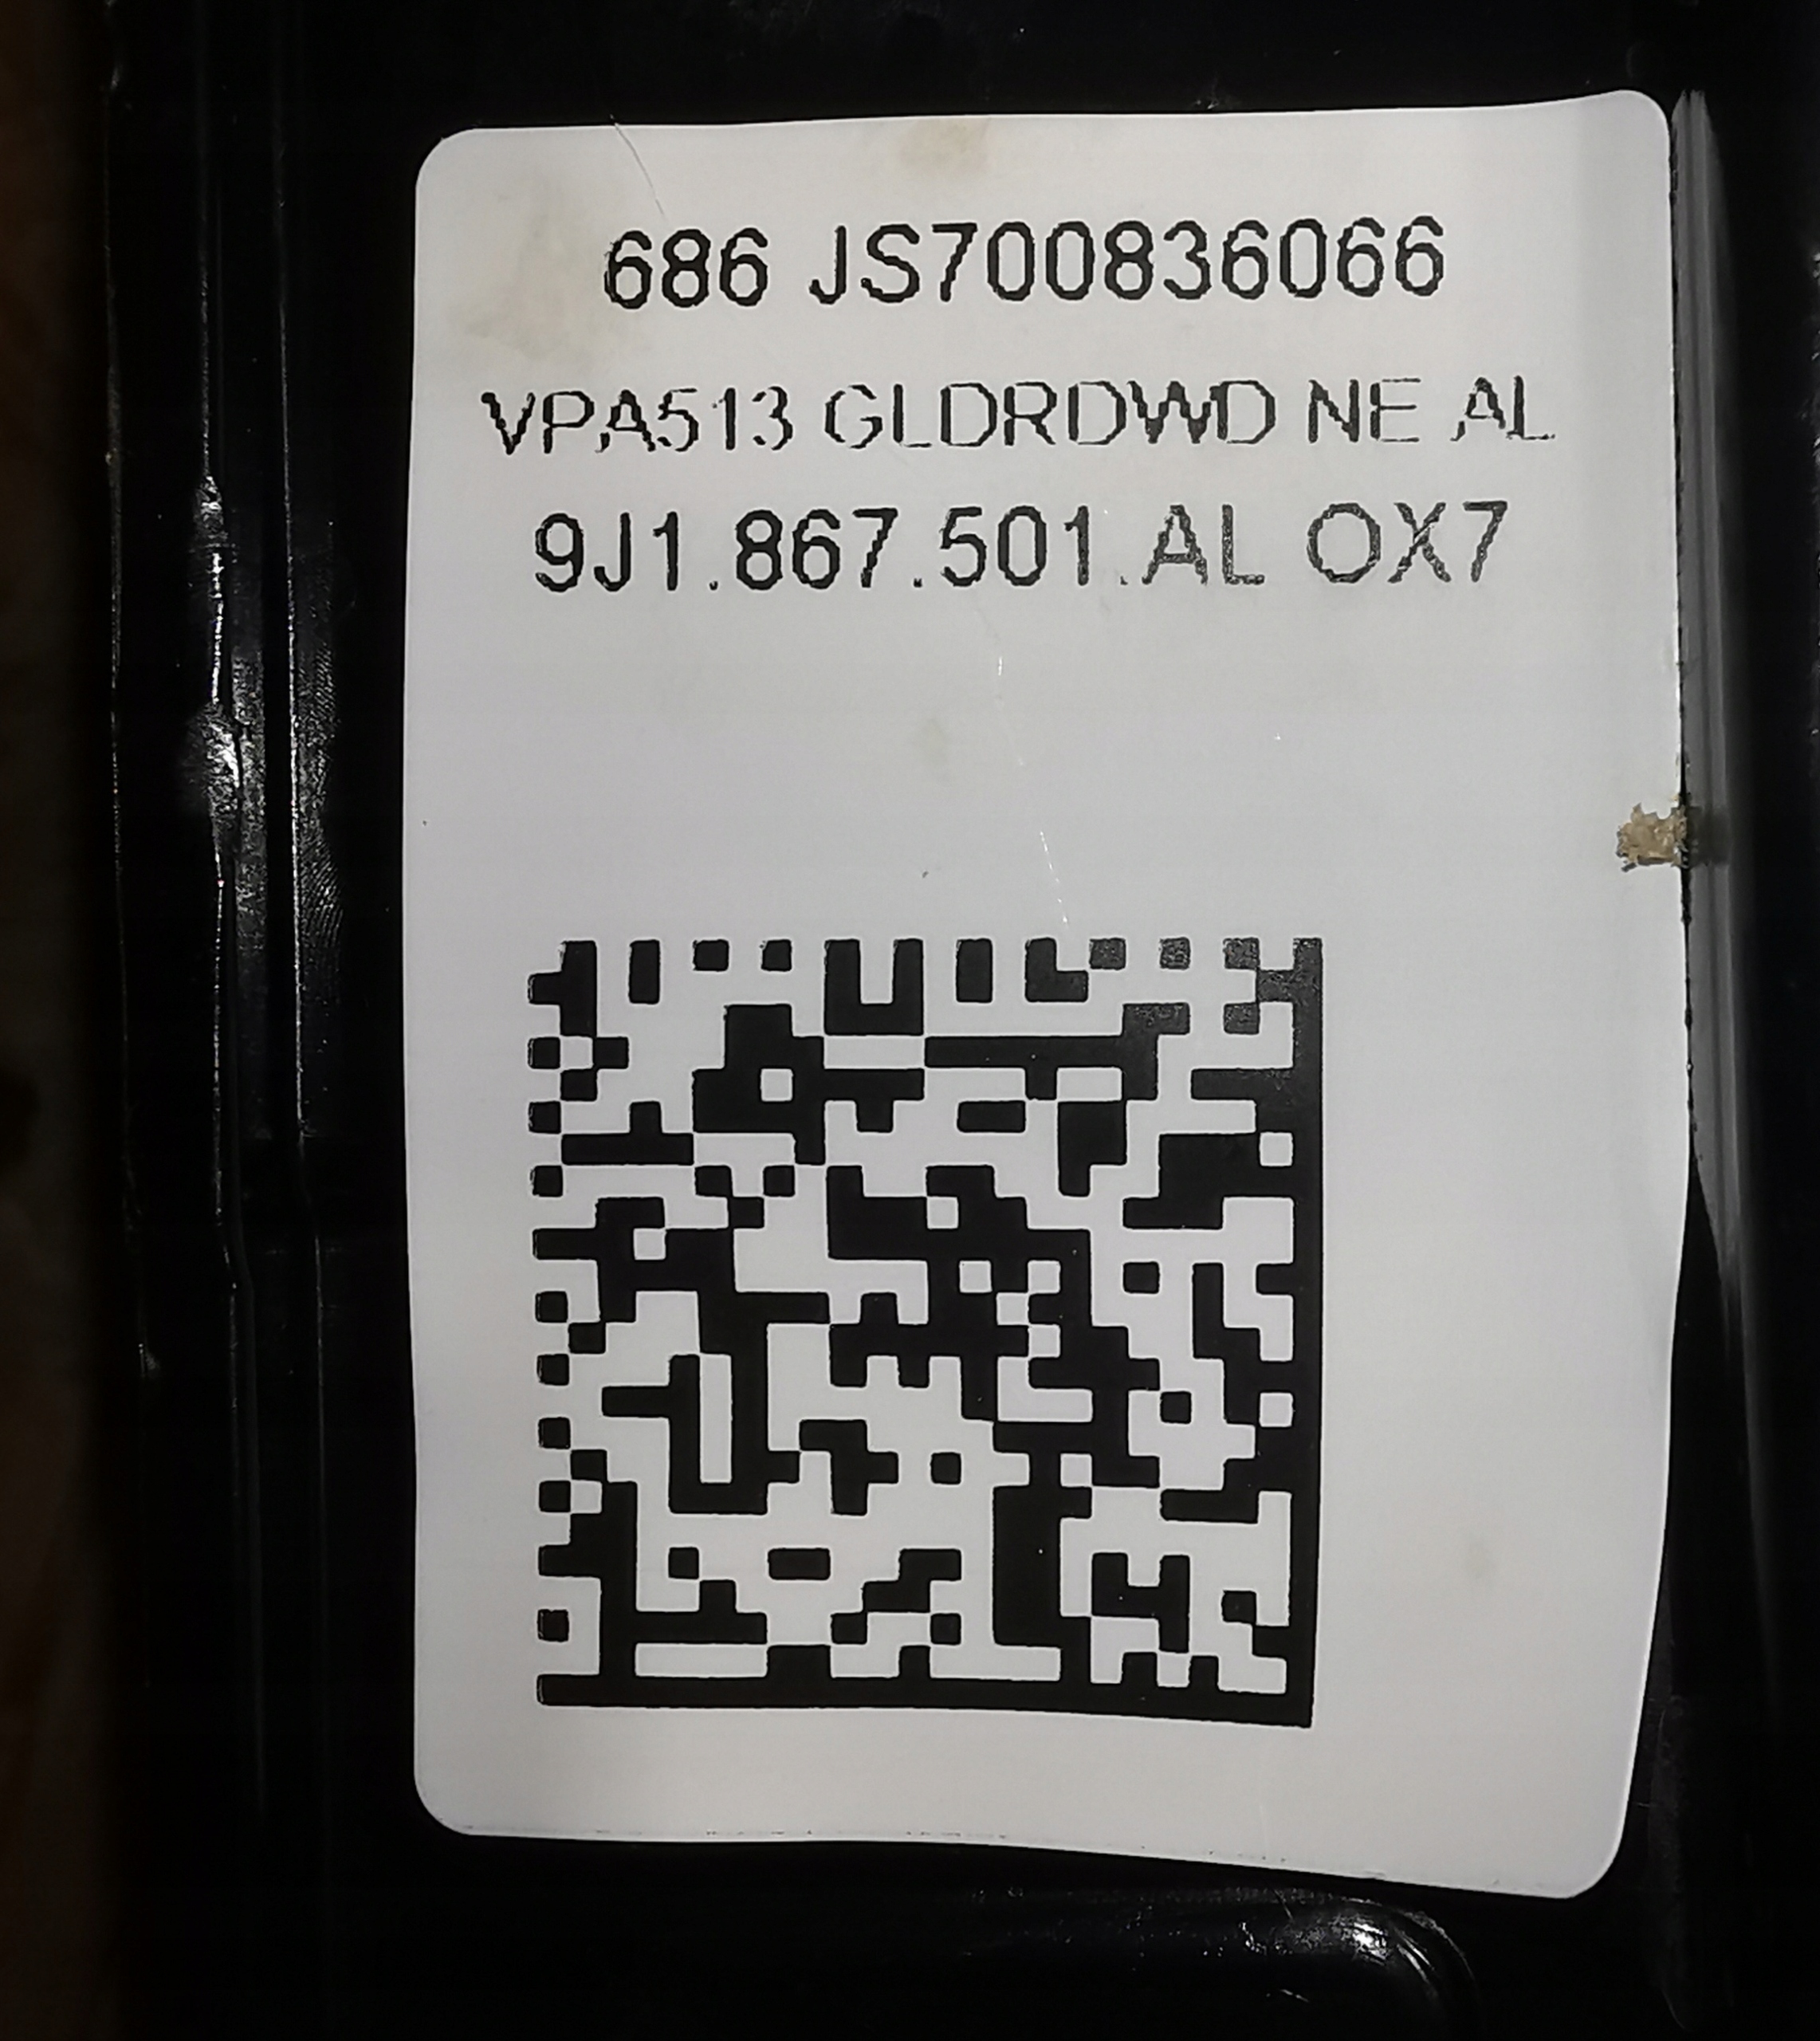 686 JS700836066
VPA513 GLDRDWD NE AL
9J1.867.501.AL OX7